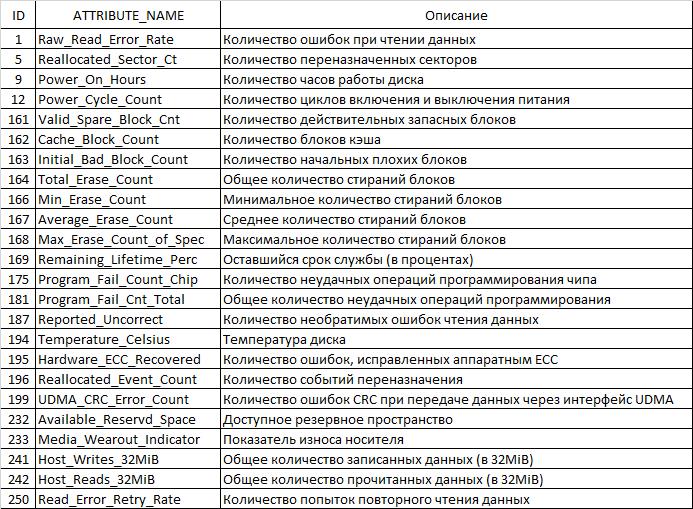 ID ATTRIBUTE_NAME Описание
1 Raw_Read_Error_Rate Количество ошибок при чтении данных
5 Reallocated_Sector_Ct Количество переназначенных секторов
9 Power_On_Hours Количество часов работы диска
12 Power_Cycle_Count Количество циклов включения и выключения питания
161 Valid_Spare_Block_Cnt Количество действительных запасных блоков
162 Cache_Block_Count Количество блоков кэша
163 Initial_Bad_Block_Count Количество начальных плохих блоков
164 Total_Erase_Count Общее количество стираний блоков
166 Min_Erase_Count Минимальное количество стираний блоков
167 Average_Erase_Count Среднее количество стираний блоков
168 Max_Erase_Count_of_Spec Максимальное количество стираний блоков
169 Remaining_Lifetime_Perc Оставшийся срок службы (в процентах)
175 Program_Fail_Count_Chip Количество неудачных операций программирования чипа
181 Program_Fail_Cnt_Total Общее количество неудачных операций программирования
187 Reported_Uncorrect Количество необратимых ошибок чтения данных
194 Temperature_Celsius Температура диска
195 Hardware_ECC_Recovered Количество ошибок, исправленных аппаратным ECC
196 Reallocated_Event_Count Количество событий переназначения
199 UDMA_CRC_Error_Count Количество ошибок CRC при передаче данных через интерфейс UDMA
232 Available_Reservd_Space Доступное резервное пространство
233 Media_Wearout_Indicator Показатель износа носителя
241 Host_Writes_32MiB Общее количество записанных данных (в 32MiB)
242 Host_Reads_32MiB Общее количество прочитанных данных (в 32MiB)
250 Read_Error_Retry_Rate Количество попыток повторного чтения данных